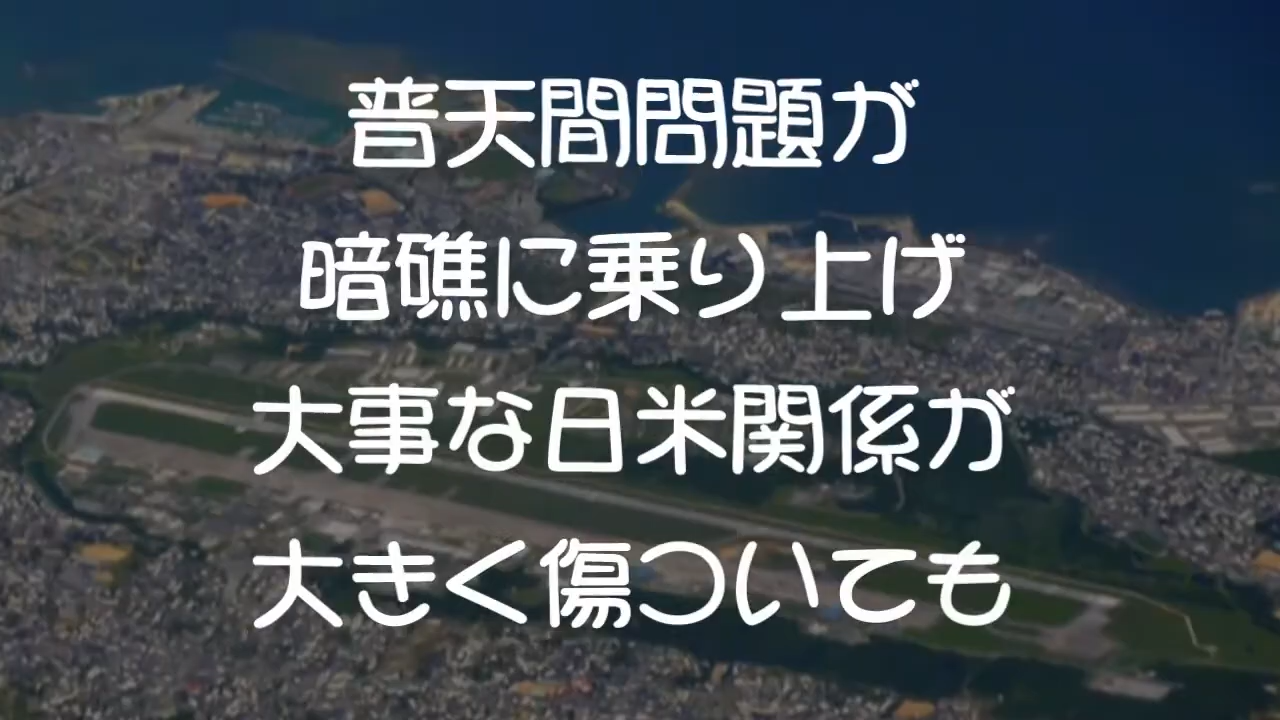 普天間問題が
暗礁に乗り上げ
大事な日米関係が
大きく傷ついても